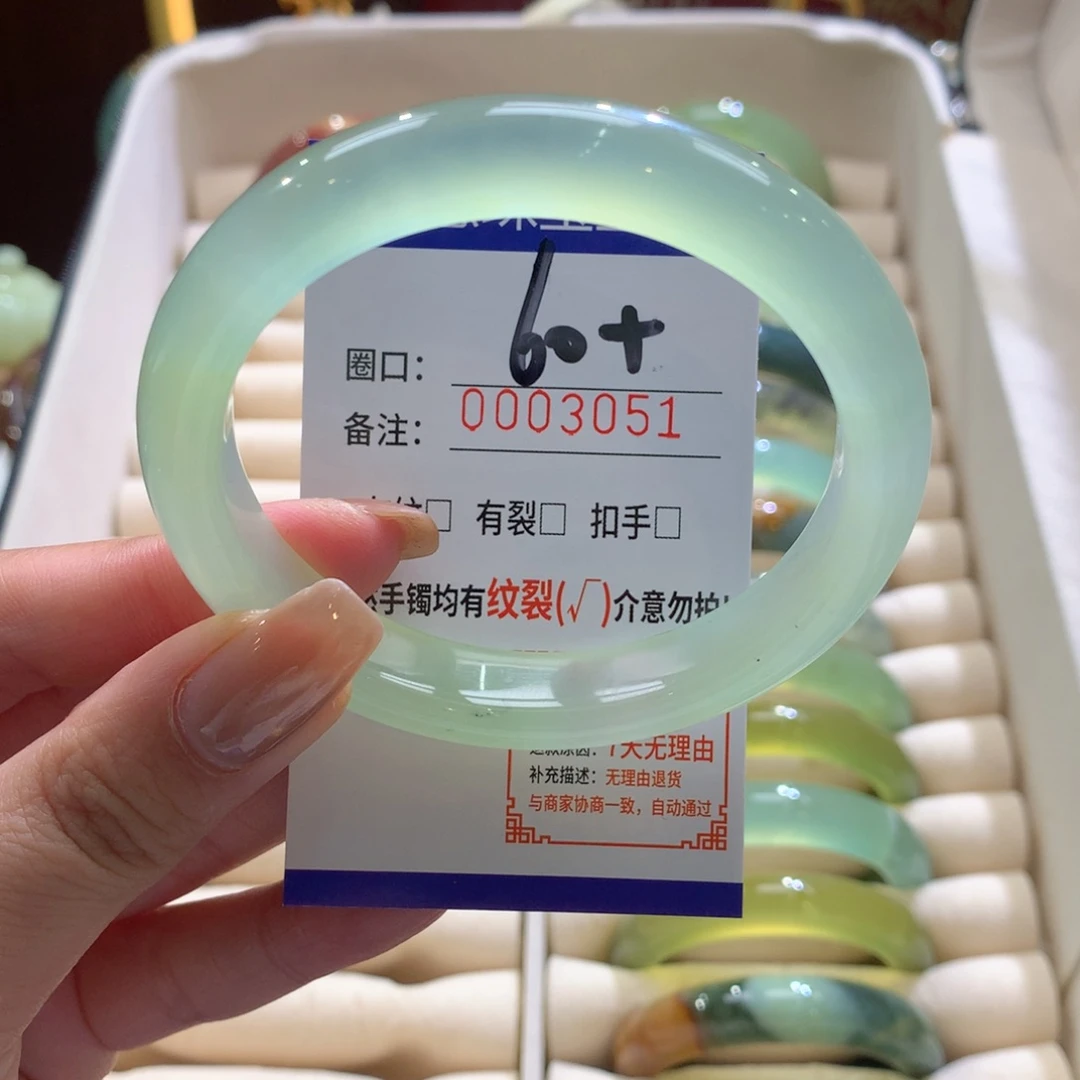 圈口： 60+
备注： 0003051
有裂□ 扣手□
手镯均有纹裂(√)介意勿拍
7天无理由
补充描述：无理由退货
与商家协商一致，自动通过